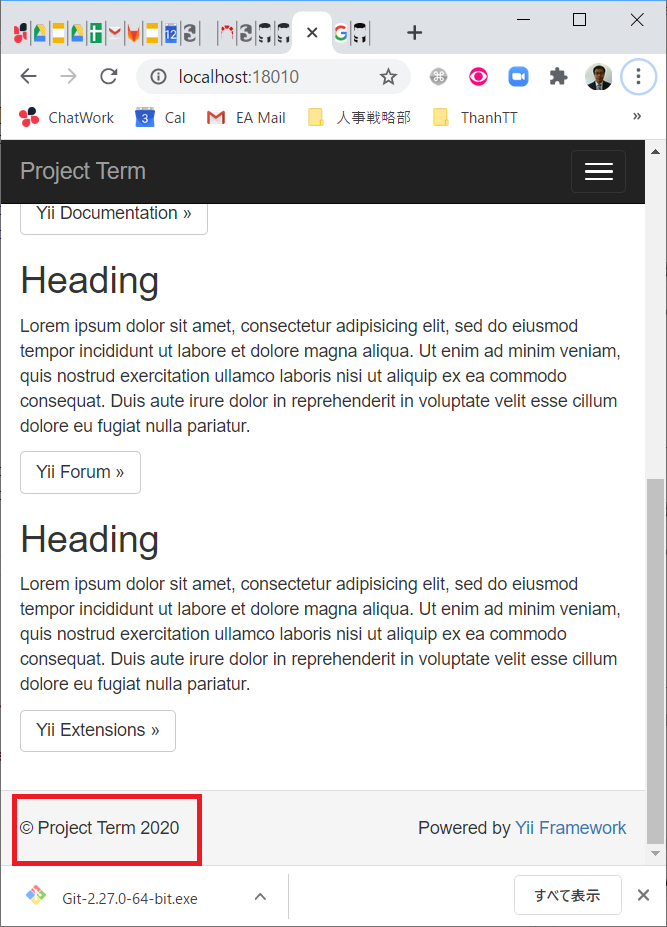 localhost:18010
ChatWork
3
Cal
EA Mail
人事戦略部
ThanhTT
»
Project Term
Yii Documentation »
Heading
Lorem ipsum dolor sit amet, consectetur adipisicing elit, sed do eiusmod
tempor incididunt ut labore et dolore magna aliqua. Ut enim ad minim veniam,
quis nostrud exercitation ullamco laboris nisi ut aliquip ex ea commodo
consequat. Duis aute irure dolor in reprehenderit in voluptate velit esse cillum
dolore eu fugiat nulla pariatur.
Yii Forum »
Heading
Lorem ipsum dolor sit amet, consectetur adipisicing elit, sed do eiusmod
tempor incididunt ut labore et dolore magna aliqua. Ut enim ad minim veniam,
quis nostrud exercitation ullamco laboris nisi ut aliquip ex ea commodo
consequat. Duis aute irure dolor in reprehenderit in voluptate velit esse cillum
dolore eu fugiat nulla pariatur.
Yii Extensions »
© Project Term 2020
Powered by Yii Framework
Git-2.27.0-64-bit.exe
すべて表示